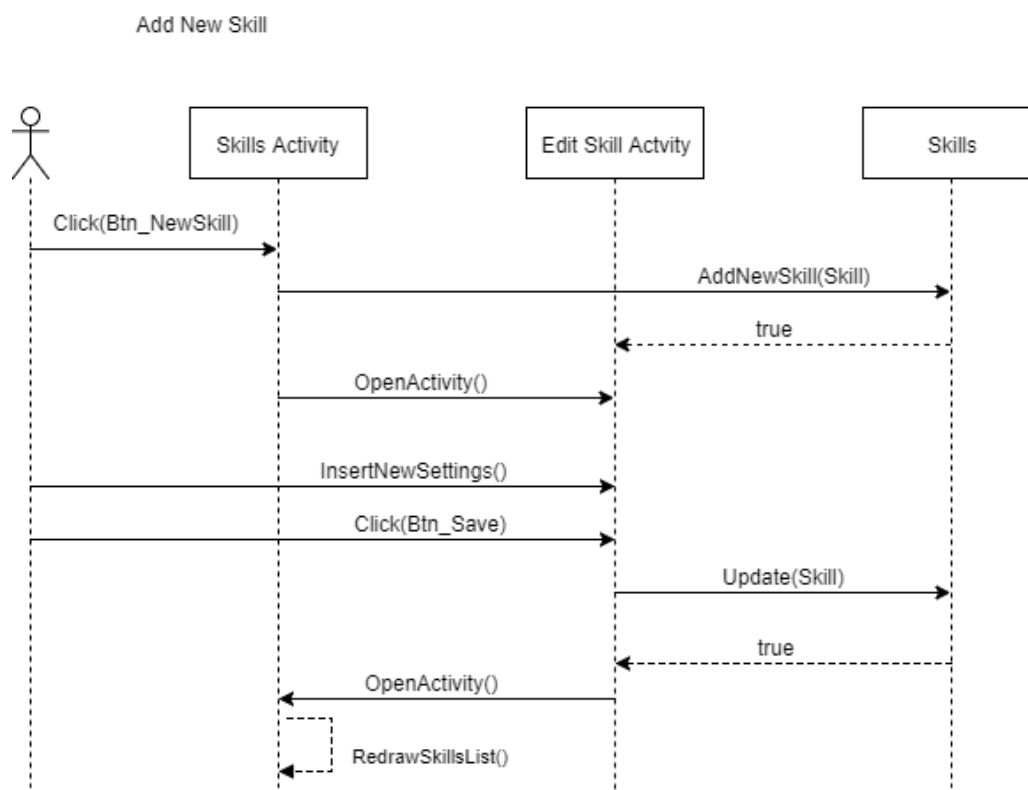 Add New Skill
Skills Activity
Edit Skill Actvity
Skills
Click(Btn_NewSkill)
AddNewSkill(Skill)
true
OpenActivity()
InsertNewSettings()
Click(Btn_Save)
Update(Skill)
true
OpenActivity()
RedrawSkillsList()